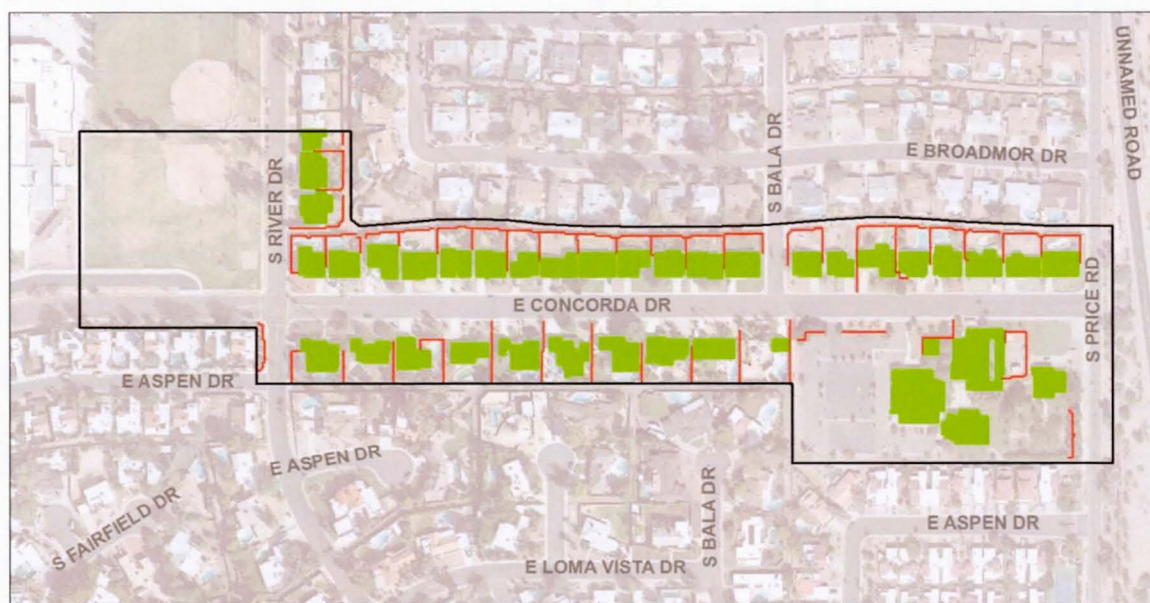 UNNAMED ROAD
S BALA DR
E BROADMOR DR
S RIVER DR
S PRICE RD
E CONCORDA DR
E ASPEN DR
E ASPEN DR
S FAIRFIELD DR
S BALA DR
E ASPEN DR
E LOMA VISTA DR